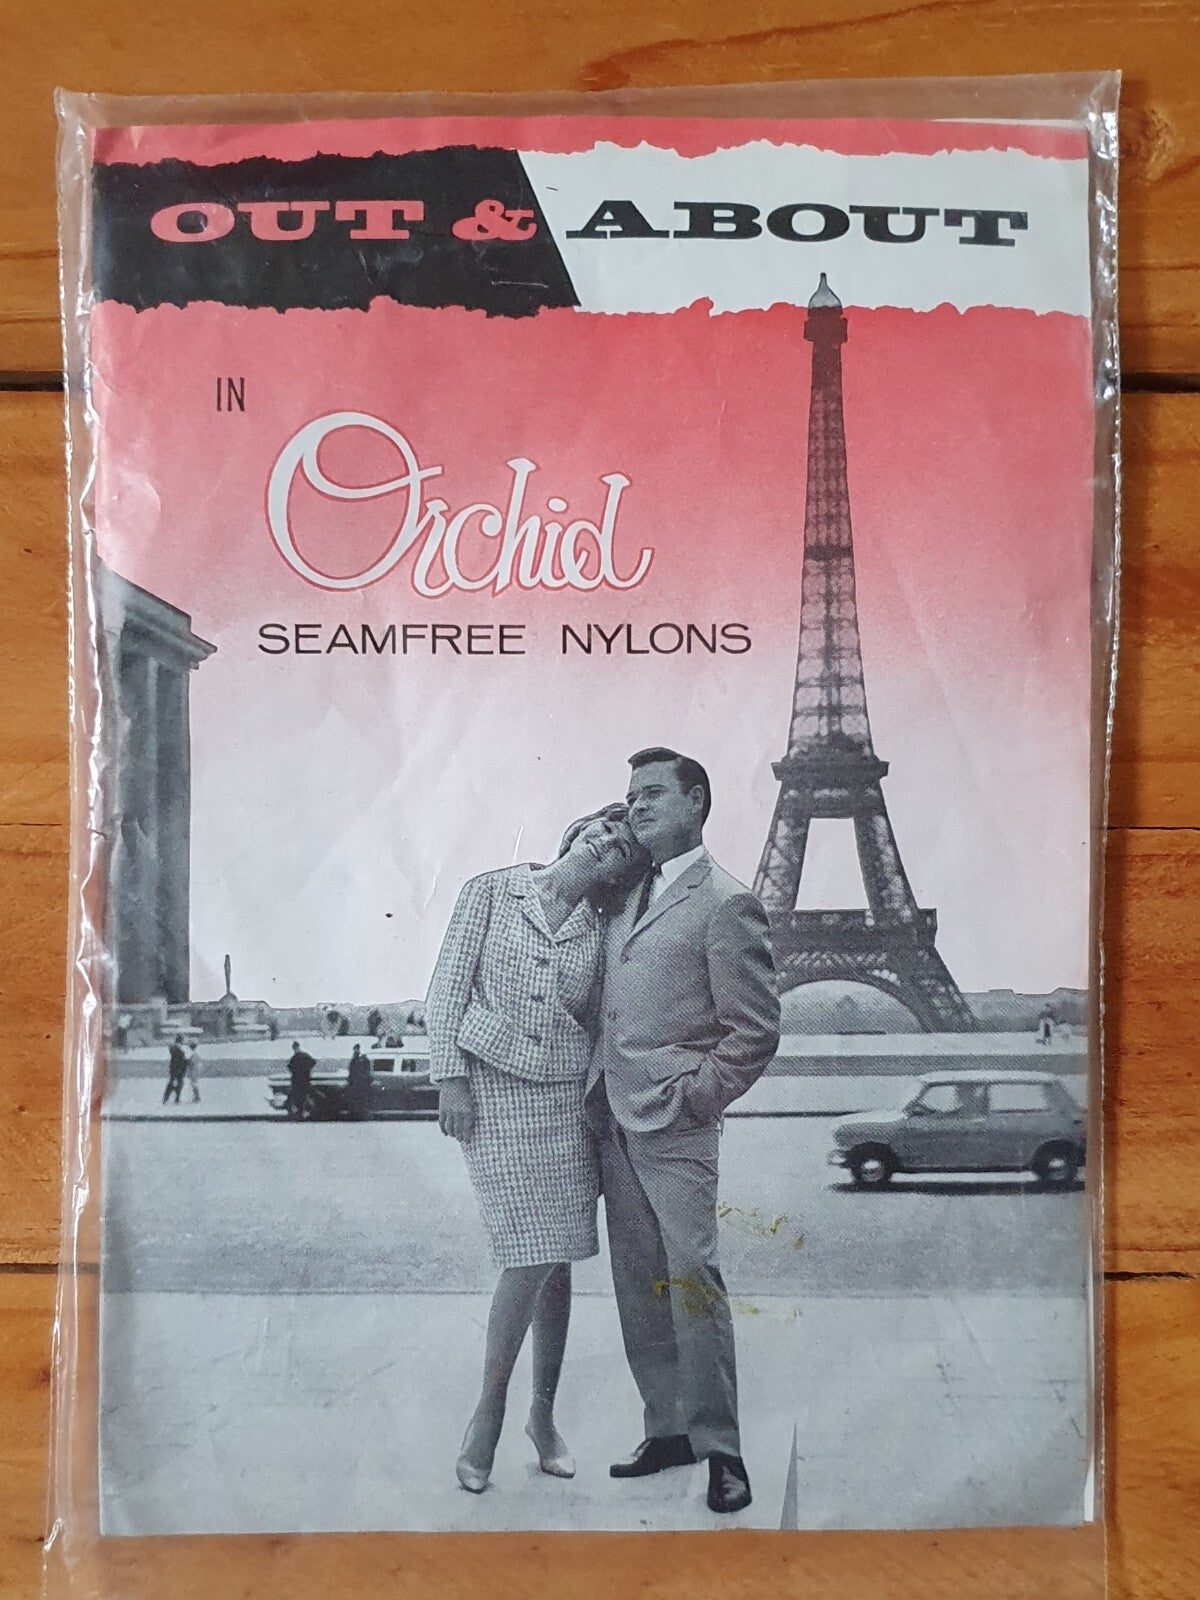 OUT & ABOUT
IN
Orchid
SEAMFREE NYLONS